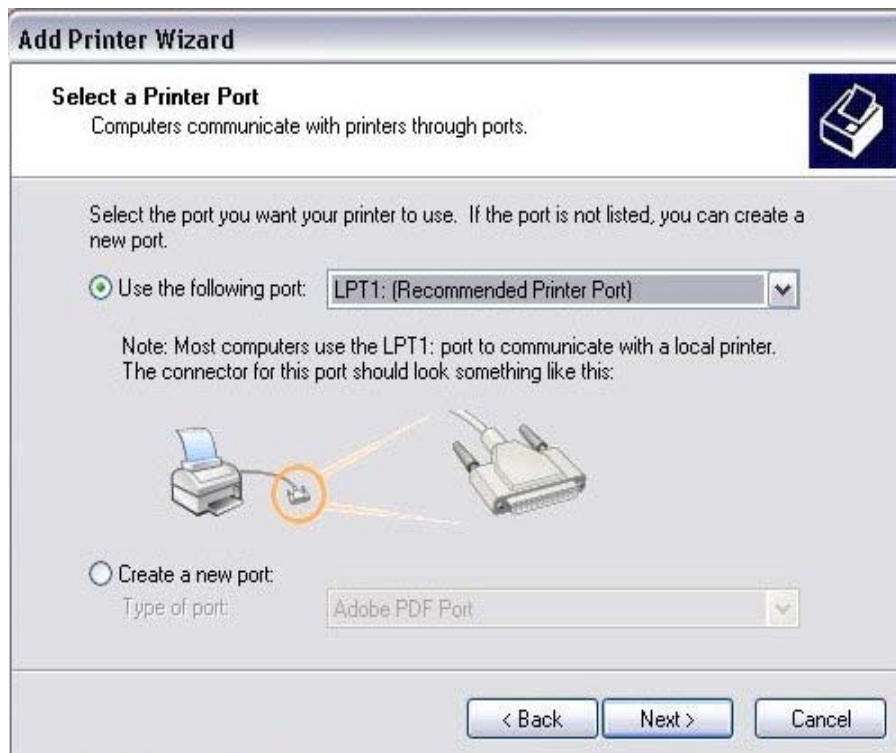 Add Printer Wizard
Select a Printer Port
Computers communicate with printers through ports.
Select the port you want your printer to use.  If the port is not listed, you can create a
new port.
Use the following port: LPT1: (Recommended Printer Port)
Note: Most computers use the LPT1: port to communicate with a local printer.
The connector for this port should look something like this:
Create a new port:
Type of port: Adobe PDF Port
< Back Next > Cancel